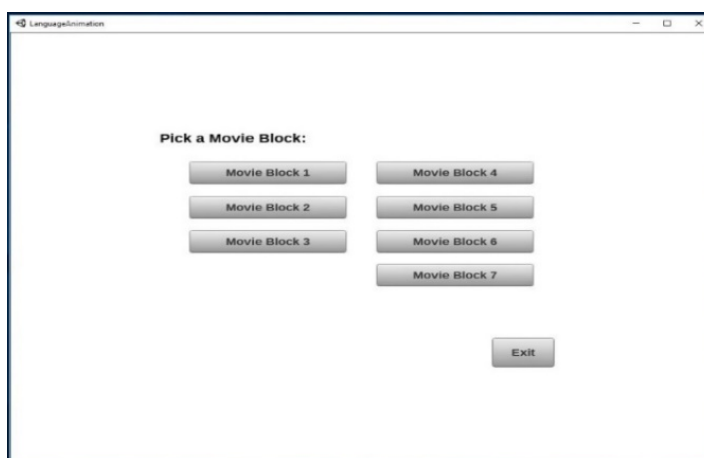 LanguageAnimation
Pick a Movie Block:
Movie Block 1
Movie Block 4
Movie Block 2
Movie Block 5
Movie Block 3
Movie Block 6
Movie Block 7
Exit